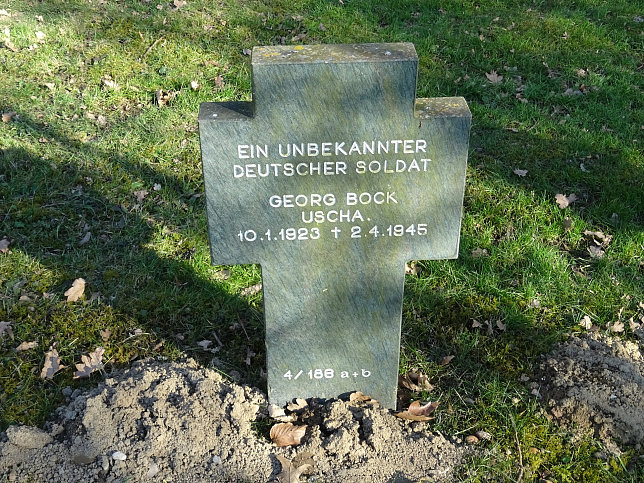 EIN UNBEKANNTER
DEUTSCHER SOLDAT
GEORG BOCK
USCHA.
10.1.1923 ✝ 2.4.1945
4/188 a+b